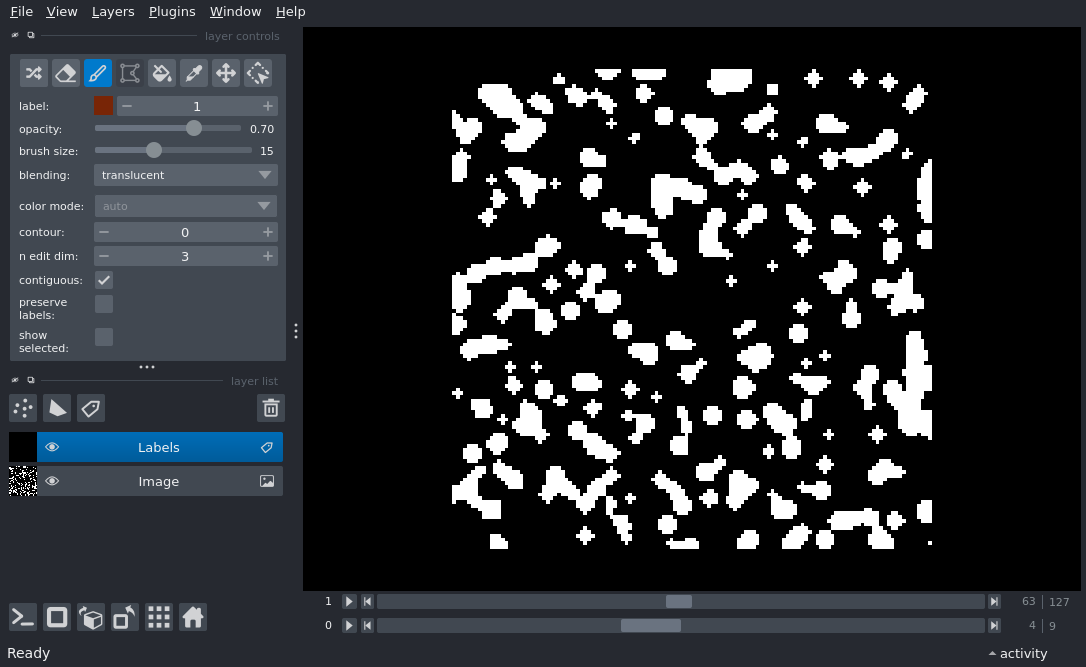 File View Layers Plugins Window Help
layer controls
label: 1
opacity: 0.70
brush size: 15
blending: translucent
color mode: auto
contour: 0
n edit dim: 3
contiguous:
preserve
labels:
show
selected:
layer list
Labels
Image
1 63 127
0 4 9
Ready activity